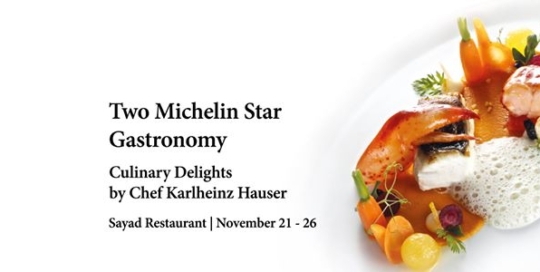 Two Michelin Star
Gastronomy
Culinary Delights
by Chef Karlheinz Hauser
Sayad Restaurant | November 21 - 26